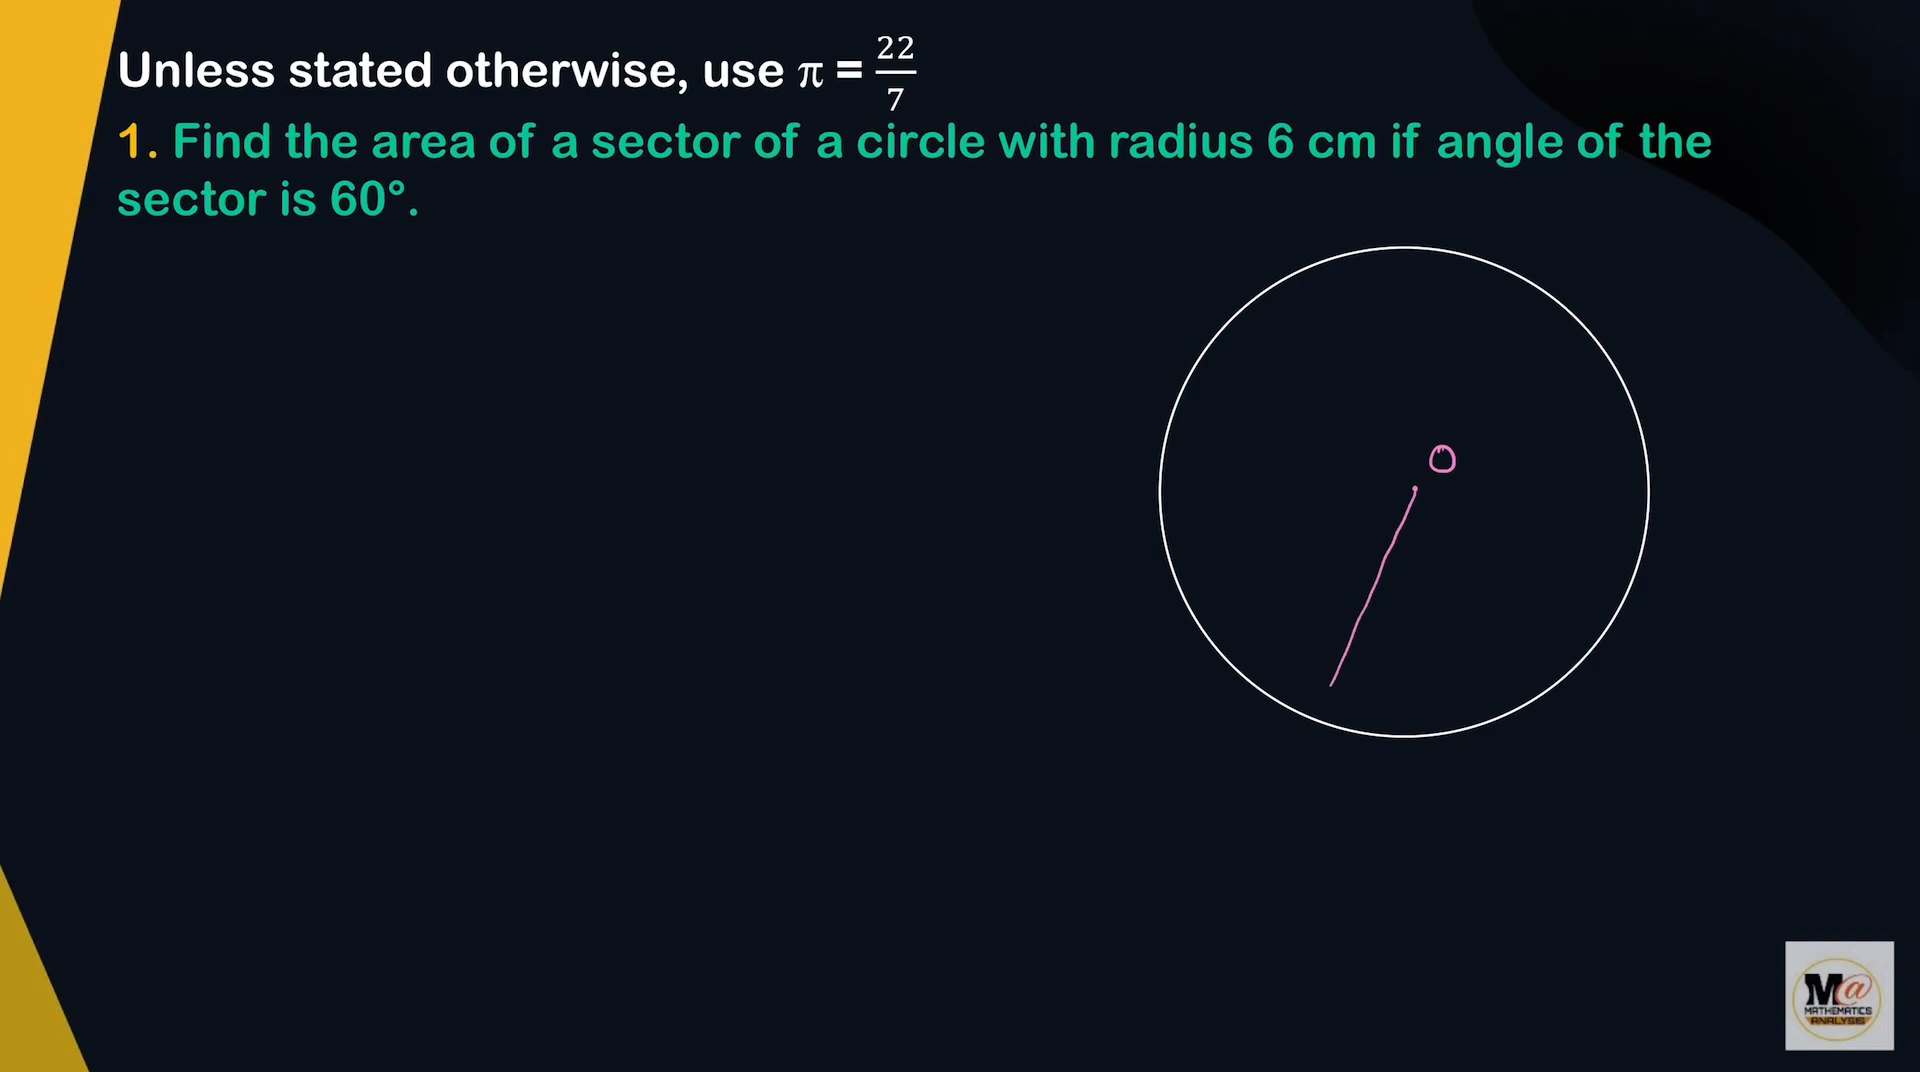 Unless stated otherwise, use π = 22/7
1. Find the area of a sector of a circle with radius 6 cm if angle of the
sector is 60°.
O
M@
MATHEMATICS
ANALYSIS